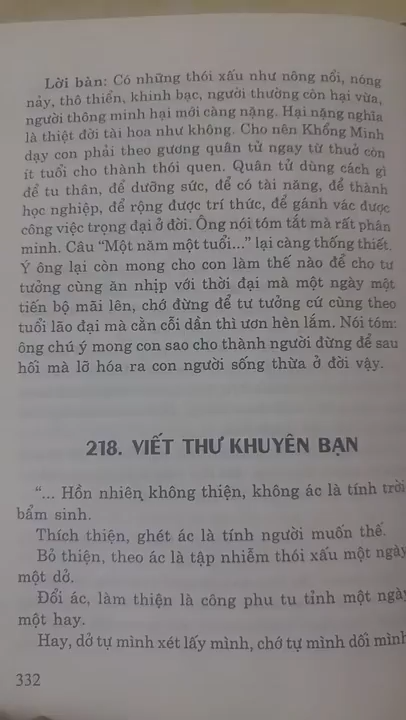 Lời bàn: Có những thói xấu như nông nổi, nóng
nảy, thô thiển, khinh bạc, người thường còn hại vừa,
người thông minh hại mới càng nặng. Hại nặng nghĩa
là thiệt đời tài hoa như không. Cho nên Khổng Minh
dạy con phải theo gương quân tử ngay từ thuở còn
ít tuổi cho thành thói quen. Quân tử dùng cách gì
để tu thân, để dưỡng sức, để có tài năng, để thành
học nghiệp, để rộng được trí thức, để gánh vác được
công việc trọng đại ở đời. Ông nói tóm tắt mà rất phân
minh. Câu “Một năm một tuổi...” lại càng thống thiết.
Ý ông lại còn mong cho con làm thế nào để cho tư
tưởng cùng ăn nhịp với thời đại mà một ngày một
tiến bộ mãi lên, chớ đừng để tư tưởng cứ cùng theo
tuổi lão đại mà cằn cỗi dần thì ươn hèn lắm. Nói tóm:
ông chú ý mong con sao cho thành người đừng để sau
hối mà lỡ hóa ra con người sống thừa ở đời vậy.
218. VIẾT THƯ KHUYÊN BẠN
“... Hồn nhiên không thiện, không ác là tính trời
bẩm sinh.
Thích thiện, ghét ác là tính người muốn thế.
Bỏ thiện, theo ác là tập nhiễm thói xấu một ngày
một dở.
Đổi ác, làm thiện là công phu tu tỉnh một ngày
một hay.
Hay, dở tự mình xét lấy mình, chớ tự mình dối mình
332